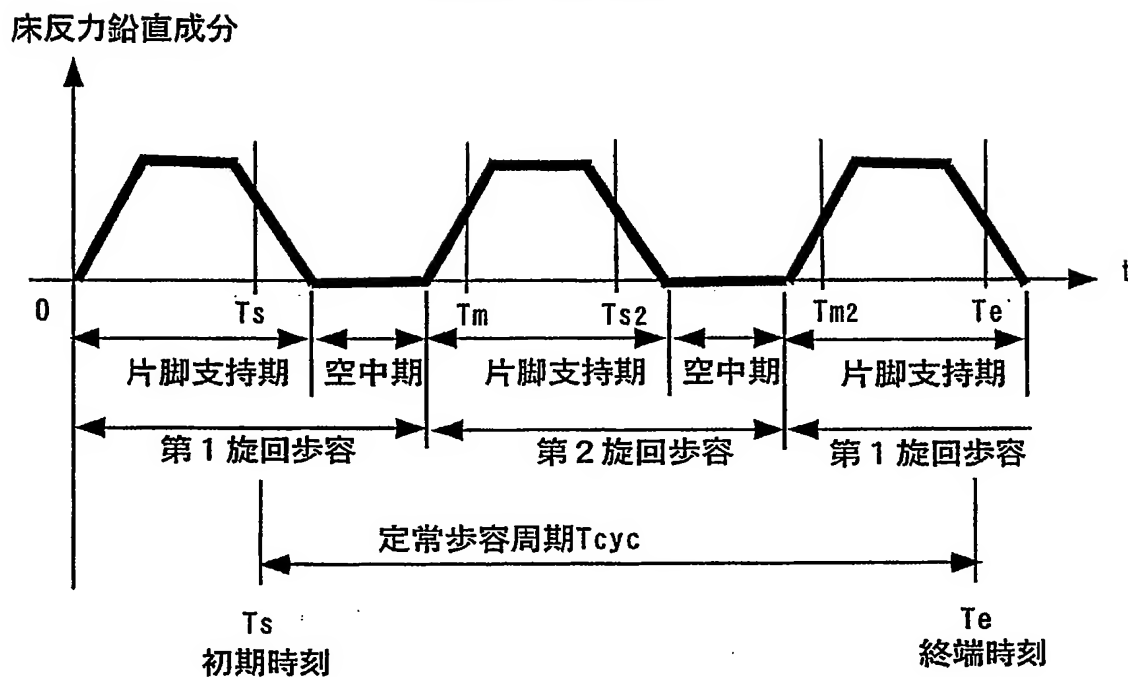 床反力鉛直成分
t
0 Ts Tm Ts2 Tm2 Te
片脚支持期 空中期 片脚支持期 空中期 片脚支持期
第1旋回歩容 第2旋回歩容 第1旋回歩容
定常歩容周期Tcyc
Ts Te
初期時刻 終端時刻